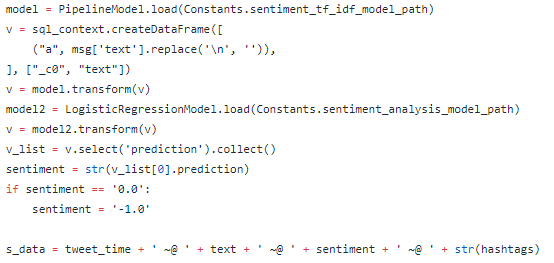 model = PipelineModel.load(Constants.sentiment_tf_idf_model_path)
v = sql_context.createDataFrame([
    ("a", msg['text'].replace('\n', '')),
], ["_c0", "text"])
v = model.transform(v)
model2 = LogisticRegressionModel.load(Constants.sentiment_analysis_model_path)
v = model2.transform(v)
v_list = v.select('prediction').collect()
sentiment = str(v_list[0].prediction)
if sentiment == '0.0':
    sentiment = '-1.0'

s_data = tweet_time + ' ~@ ' + text + ' ~@ ' + sentiment + ' ~@ ' + str(hashtags)